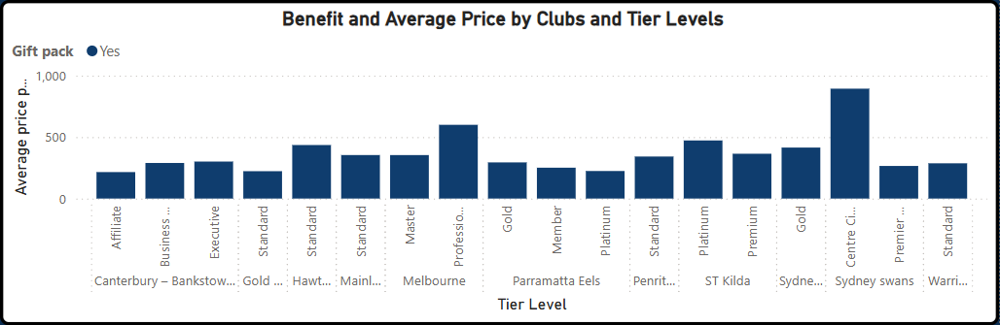 Benefit and Average Price by Clubs and Tier Levels
Gift pack Yes
Average price p...
1,000
500
0
Affiliate
Business ...
Executive
Standard
Standard
Standard
Master
Professio...
Gold
Member
Platinum
Standard
Platinum
Premium
Gold
Centre Ci...
Premier ...
Standard
Canterbury – Bankstow... Gold ... Hawt... Mainl... Melbourne Parramatta Eels Penrit... ST Kilda Sydne... Sydney swans Warri...
Tier Level